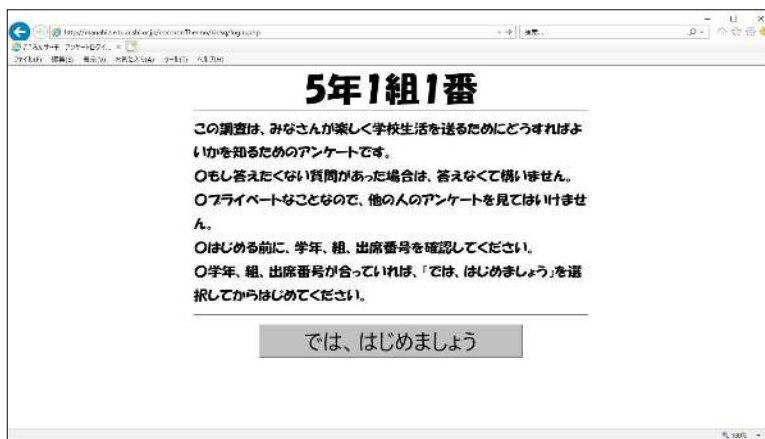 検索...
5年1組1番
この調査は、みなさんが楽しく学校生活を送るためにどうすればよ
いかを知るためのアンケートです。
○もし答えたくない質問があった場合は、答えなくて構いません。
○プライベートなことなので、他の人のアンケートを見てはいけませ
ん。
○はじめる前に、学年、組、出席番号を確認してください。
○学年、組、出席番号が合っていれば、「では、はじめましょう」を選
択してからはじめてください。
では、はじめましょう
100%